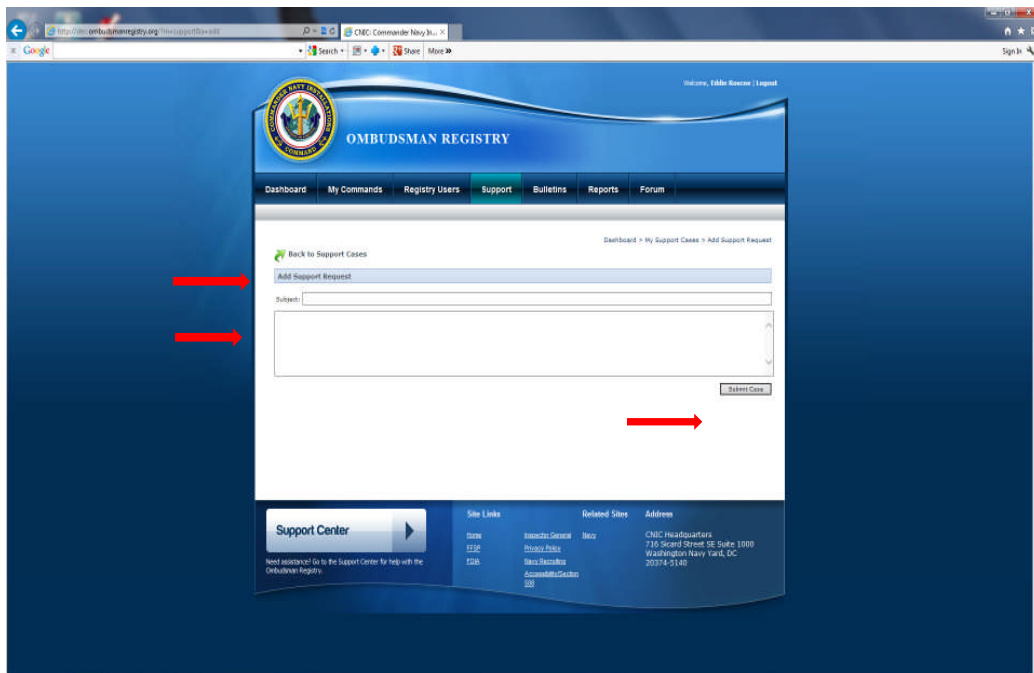 CNIC: Commander Navy In...
Google
Search
Share
More »
Sign In
Welcome, Eddie Roscoe | Logout
COMMANDER NAVY INSTALLATIONS COMMAND
OMBUDSMAN REGISTRY
Dashboard My Commands Registry Users Support Bulletins Reports Forum
Dashboard > My Support Cases > Add Support Request
Back to Support Cases
Add Support Request
Subject:
Submit Case
Support Center
Need assistance? Go to the Support Center for help with the
Ombudsman Registry.
Site Links
Home
FFSP
Inspector General
Privacy Policy
Navy Recruiting
Accessibility/Section
508
Related Sites
Navy
Address
CNIC Headquarters
716 Sicard Street SE Suite 1000
Washington Navy Yard, DC
20374-5140